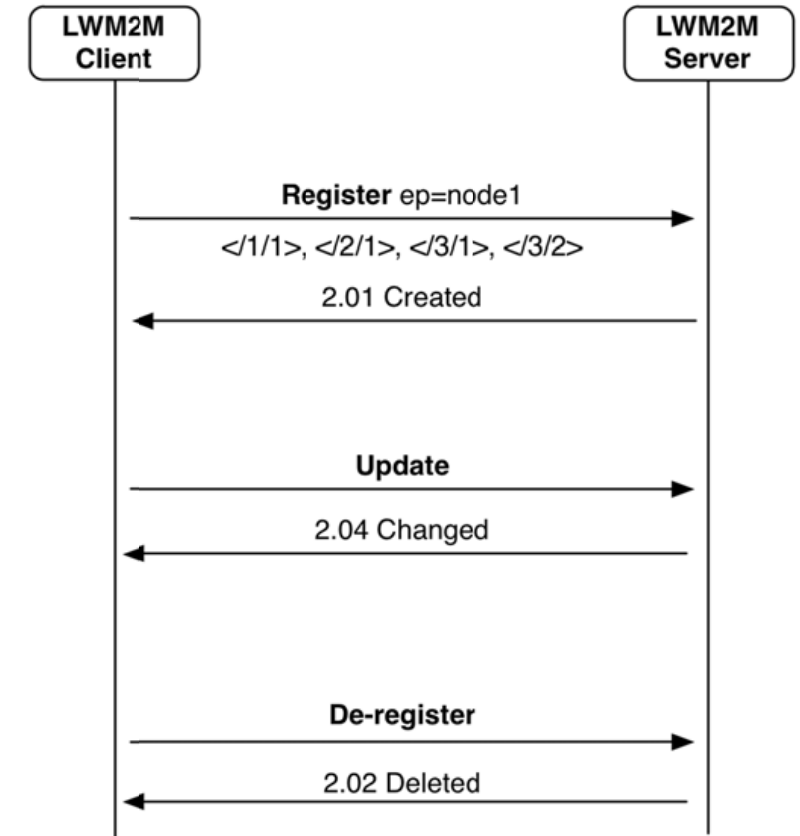 LWM2M
Client
LWM2M
Server
Register ep=node1
</1/1>, </2/1>, </3/1>, </3/2>
2.01 Created
Update
2.04 Changed
De-register
2.02 Deleted